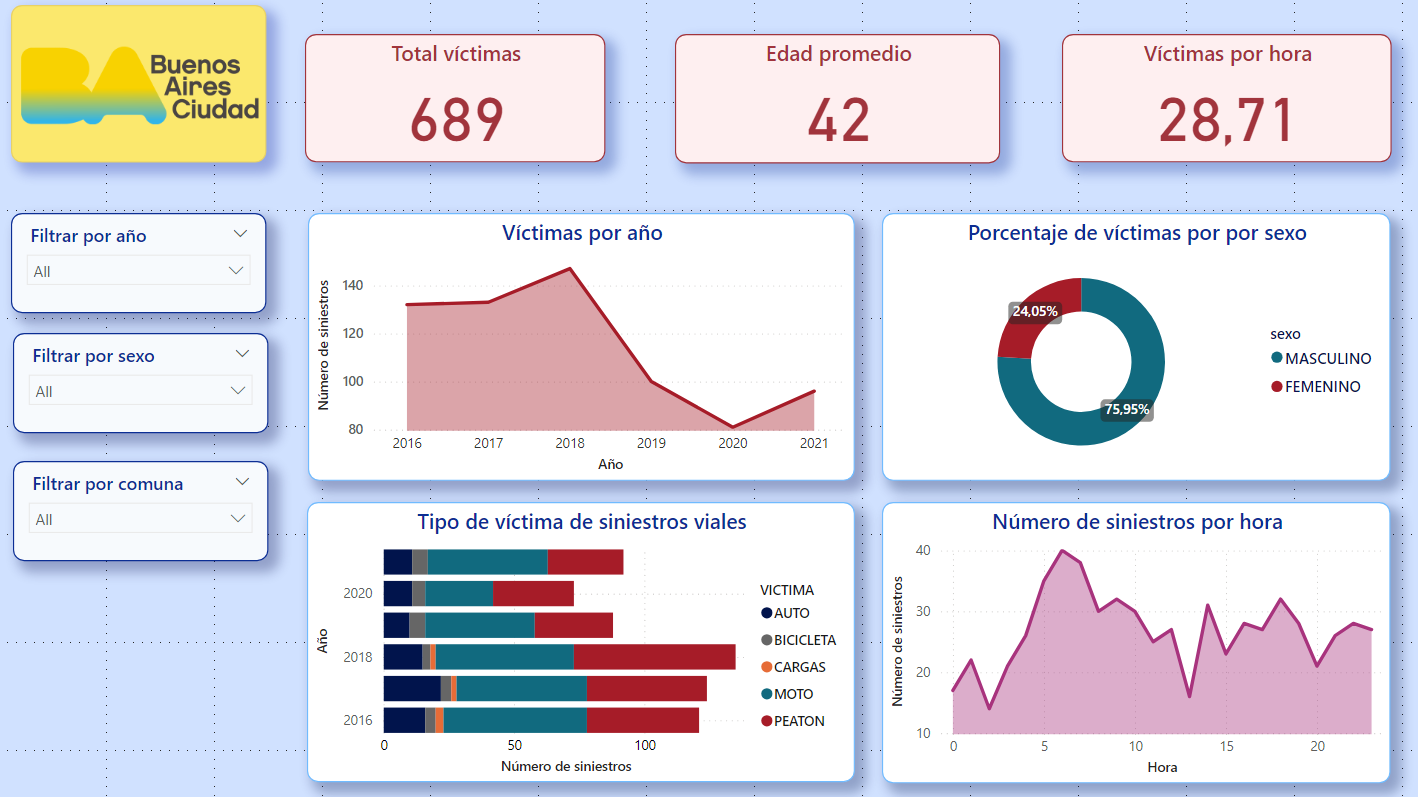 Buenos
Aires
Ciudad
Total víctimas
689
Edad promedio
42
Víctimas por hora
28,71
Filtrar por año
All
Filtrar por sexo
All
Filtrar por comuna
All
Víctimas por año
Número de siniestros
140
120
100
80
2016 2017 2018 2019 2020 2021
Año
Porcentaje de víctimas por por sexo
24,05%
75,95%
sexo
MASCULINO
FEMENINO
Tipo de víctima de siniestros viales
Año
2020
2018
2016
0 50 100
Número de siniestros
VICTIMA
AUTO
BICICLETA
CARGAS
MOTO
PEATON
Número de siniestros por hora
Número de siniestros
40
30
20
10
0 5 10 15 20
Hora